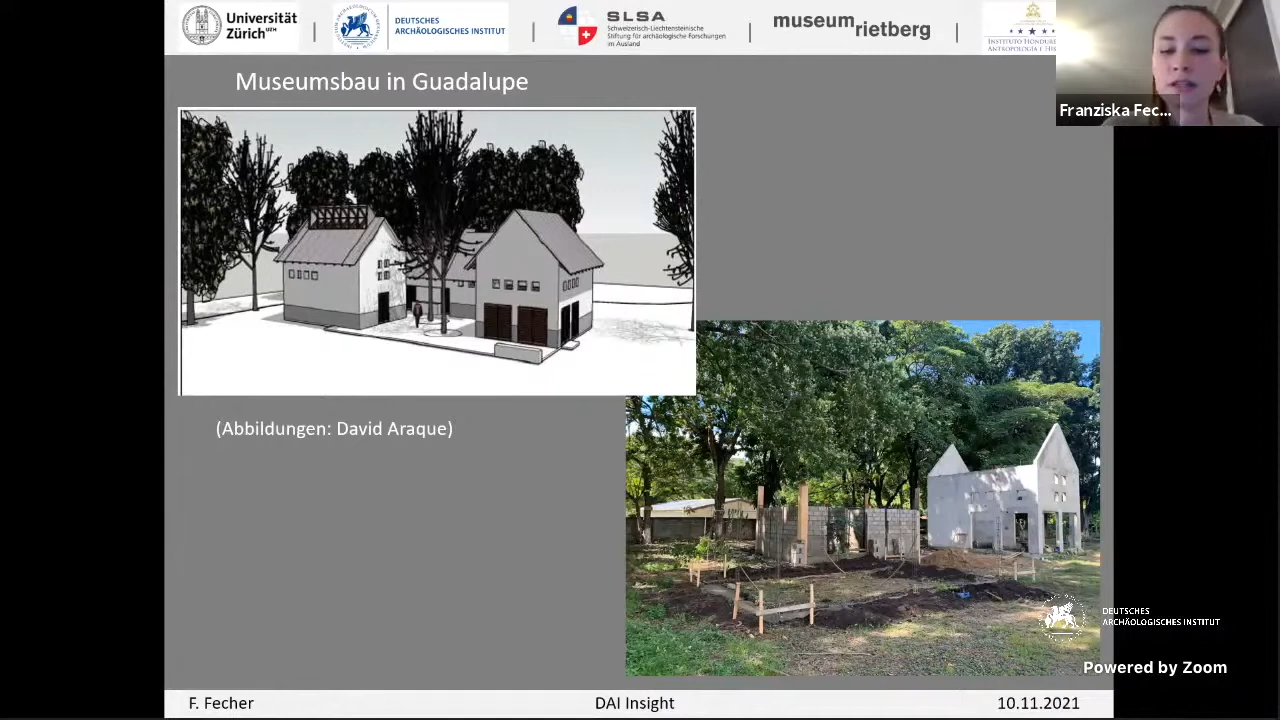 Universität
Zürich UZH
DEUTSCHES
ARCHÄOLOGISCHES INSTITUT
SLSA
Schweizerisch-Liechtensteinische
Stiftung für archäologische Forschungen
im Ausland
museum
rietberg
Franziska Fec...
Museumsbau in Guadalupe
(Abbildungen: David Araque)
DEUTSCHES
ARCHÄOLOGISCHES INSTITUT
Powered by Zoom
F. Fecher
DAI Insight
10.11.2021